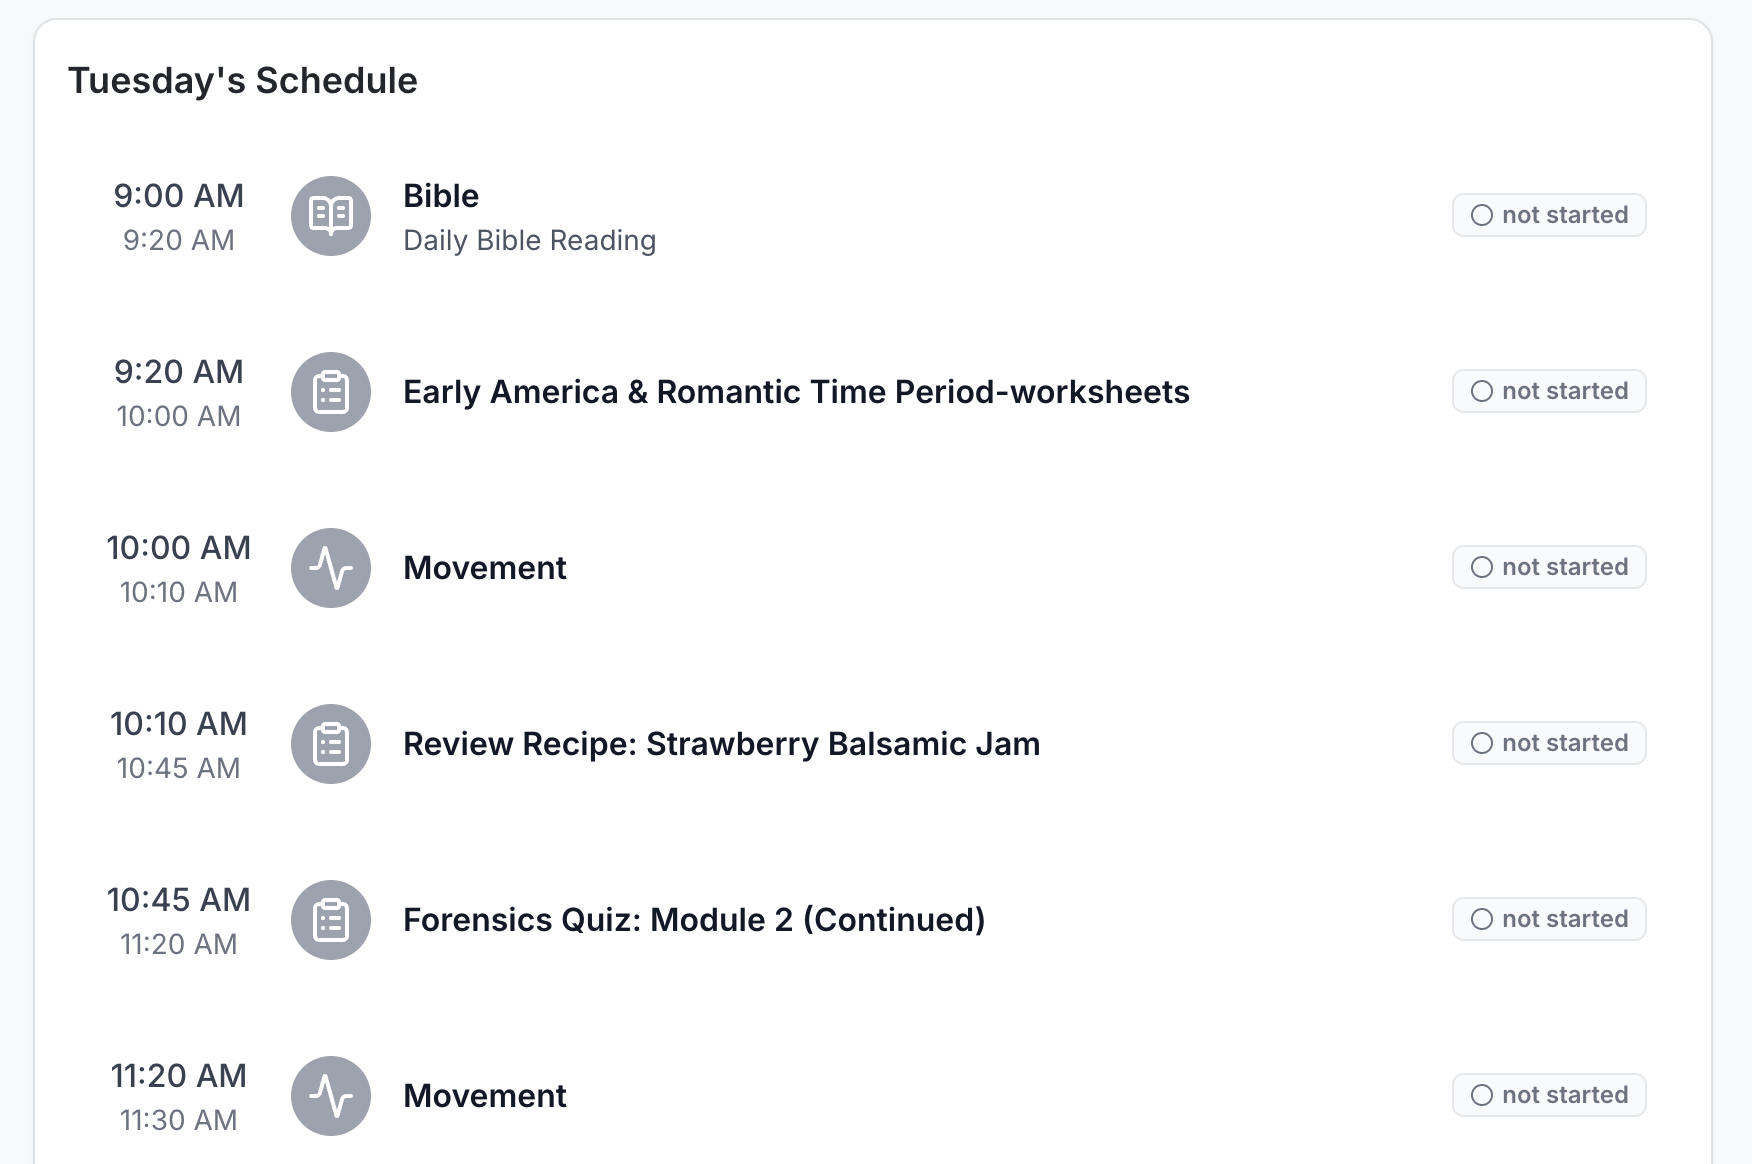 Tuesday's Schedule
9:00 AM
9:20 AM
Bible
Daily Bible Reading
not started
9:20 AM
10:00 AM
Early America & Romantic Time Period-worksheets
not started
10:00 AM
10:10 AM
Movement
not started
10:10 AM
10:45 AM
Review Recipe: Strawberry Balsamic Jam
not started
10:45 AM
11:20 AM
Forensics Quiz: Module 2 (Continued)
not started
11:20 AM
11:30 AM
Movement
not started